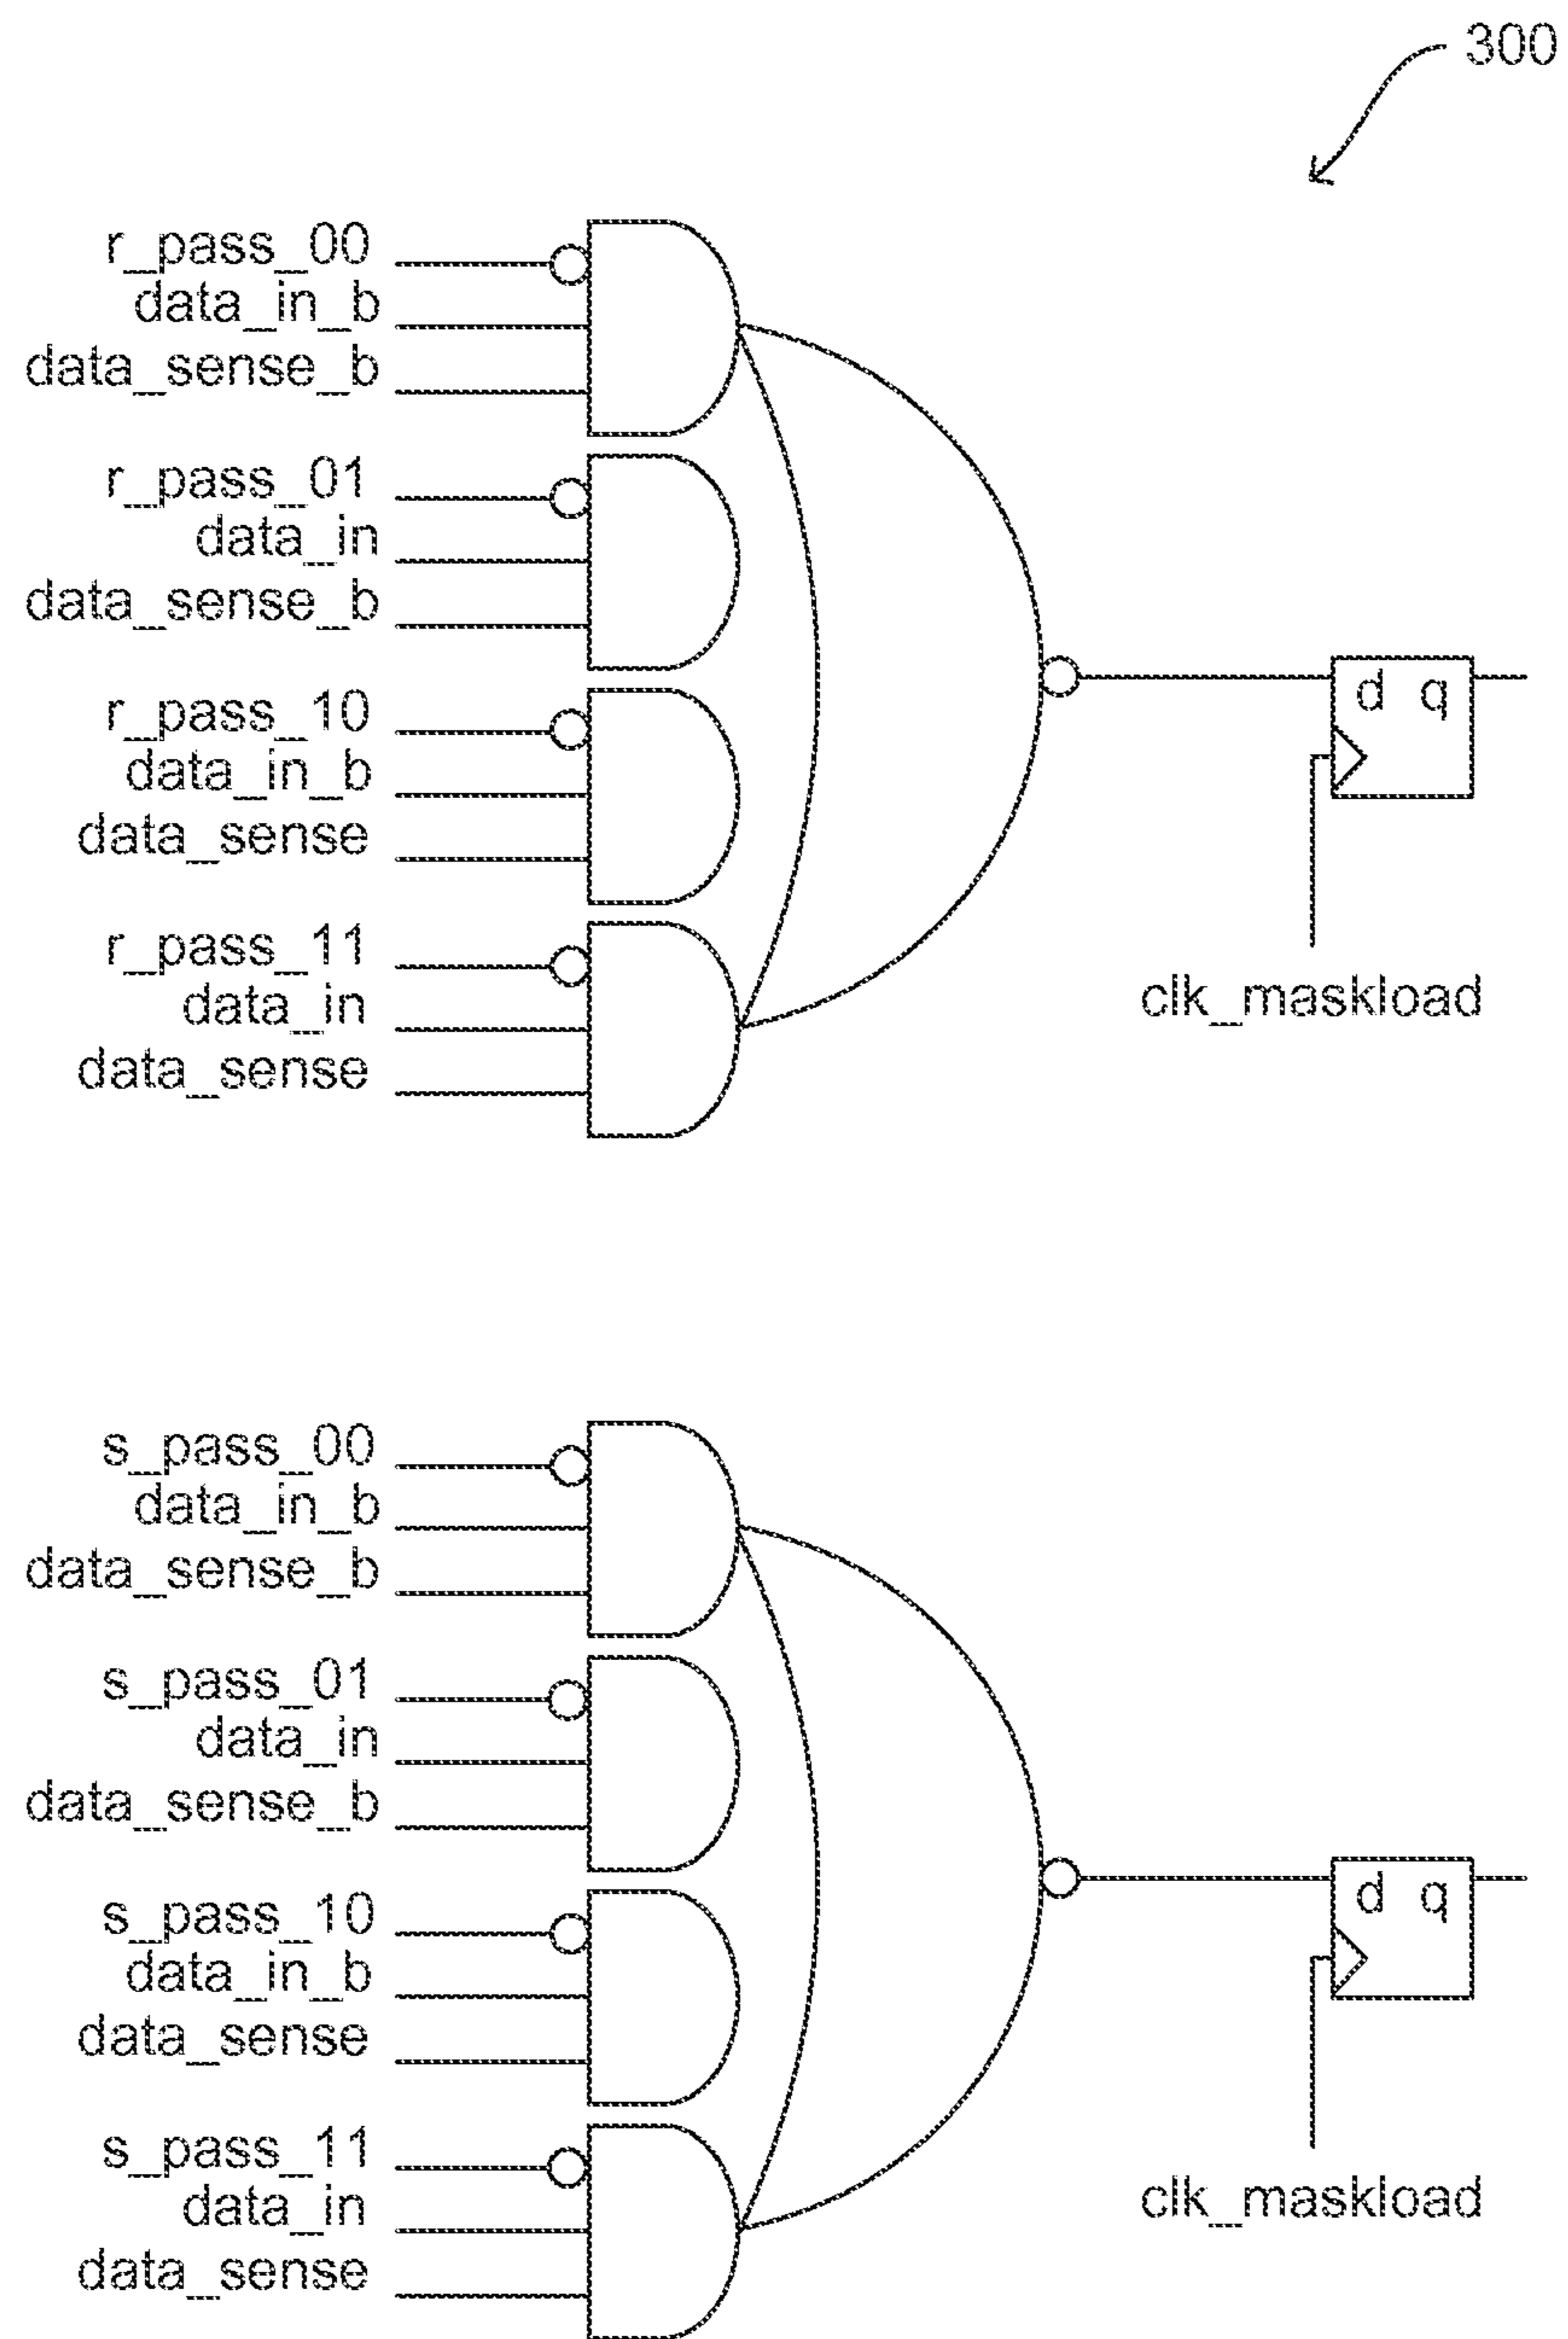 300
r_pass_00
data_in_b
data_sense_b
r_pass_01
data_in
data_sense_b
r_pass_10
data_in_b
data_sense
r_pass_11
data_in
data_sense
d q
clk_maskload
s_pass_00
data_in_b
data_sense_b
s_pass_01
data_in
data_sense_b
s_pass_10
data_in_b
data_sense
s_pass_11
data_in
data_sense
d q
clk_maskload